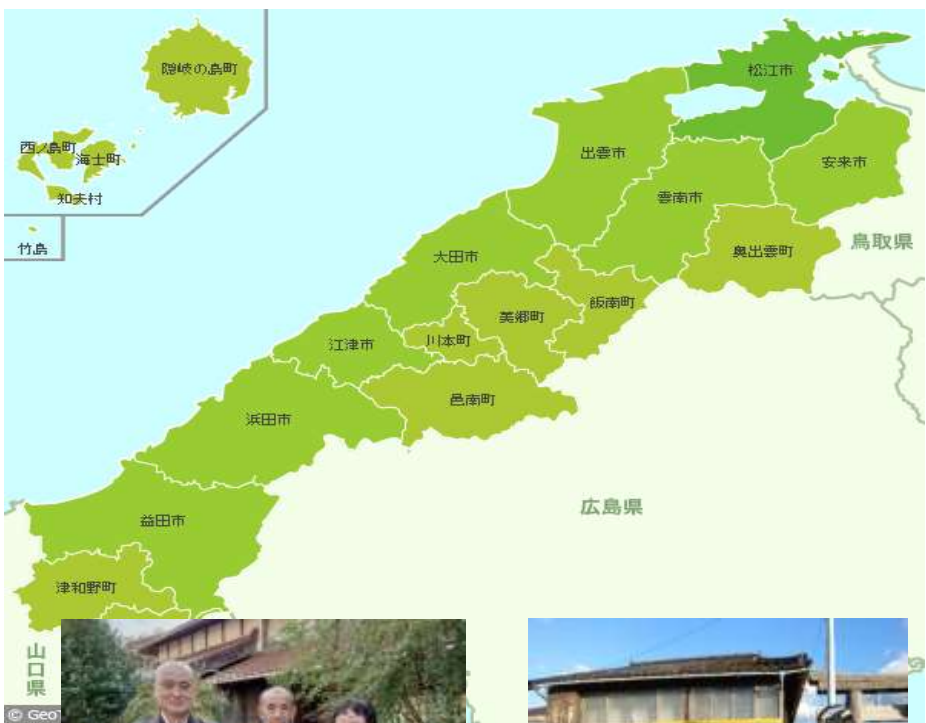 隠岐の島町
西ノ島町
海士町
知夫村
竹島
松江市
出雲市
安来市
雲南市
奥出雲町
鳥取県
大田市
飯南町
美郷町
川本町
江津市
邑南町
浜田市
広島県
益田市
津和野町
山口県
© Geo